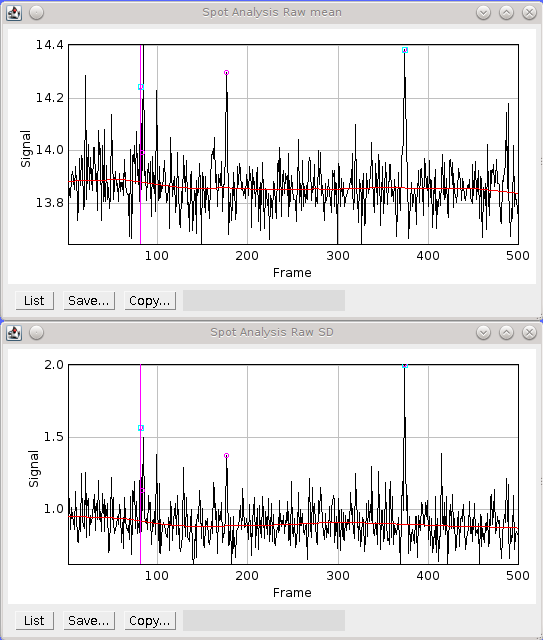 Spot Analysis Raw mean
14.4
14.2
14.0
13.8
Signal
100 200 300 400 500
Frame
List Save... Copy...
Spot Analysis Raw SD
2.0
1.5
1.0
Signal
100 200 300 400 500
Frame
List Save... Copy...